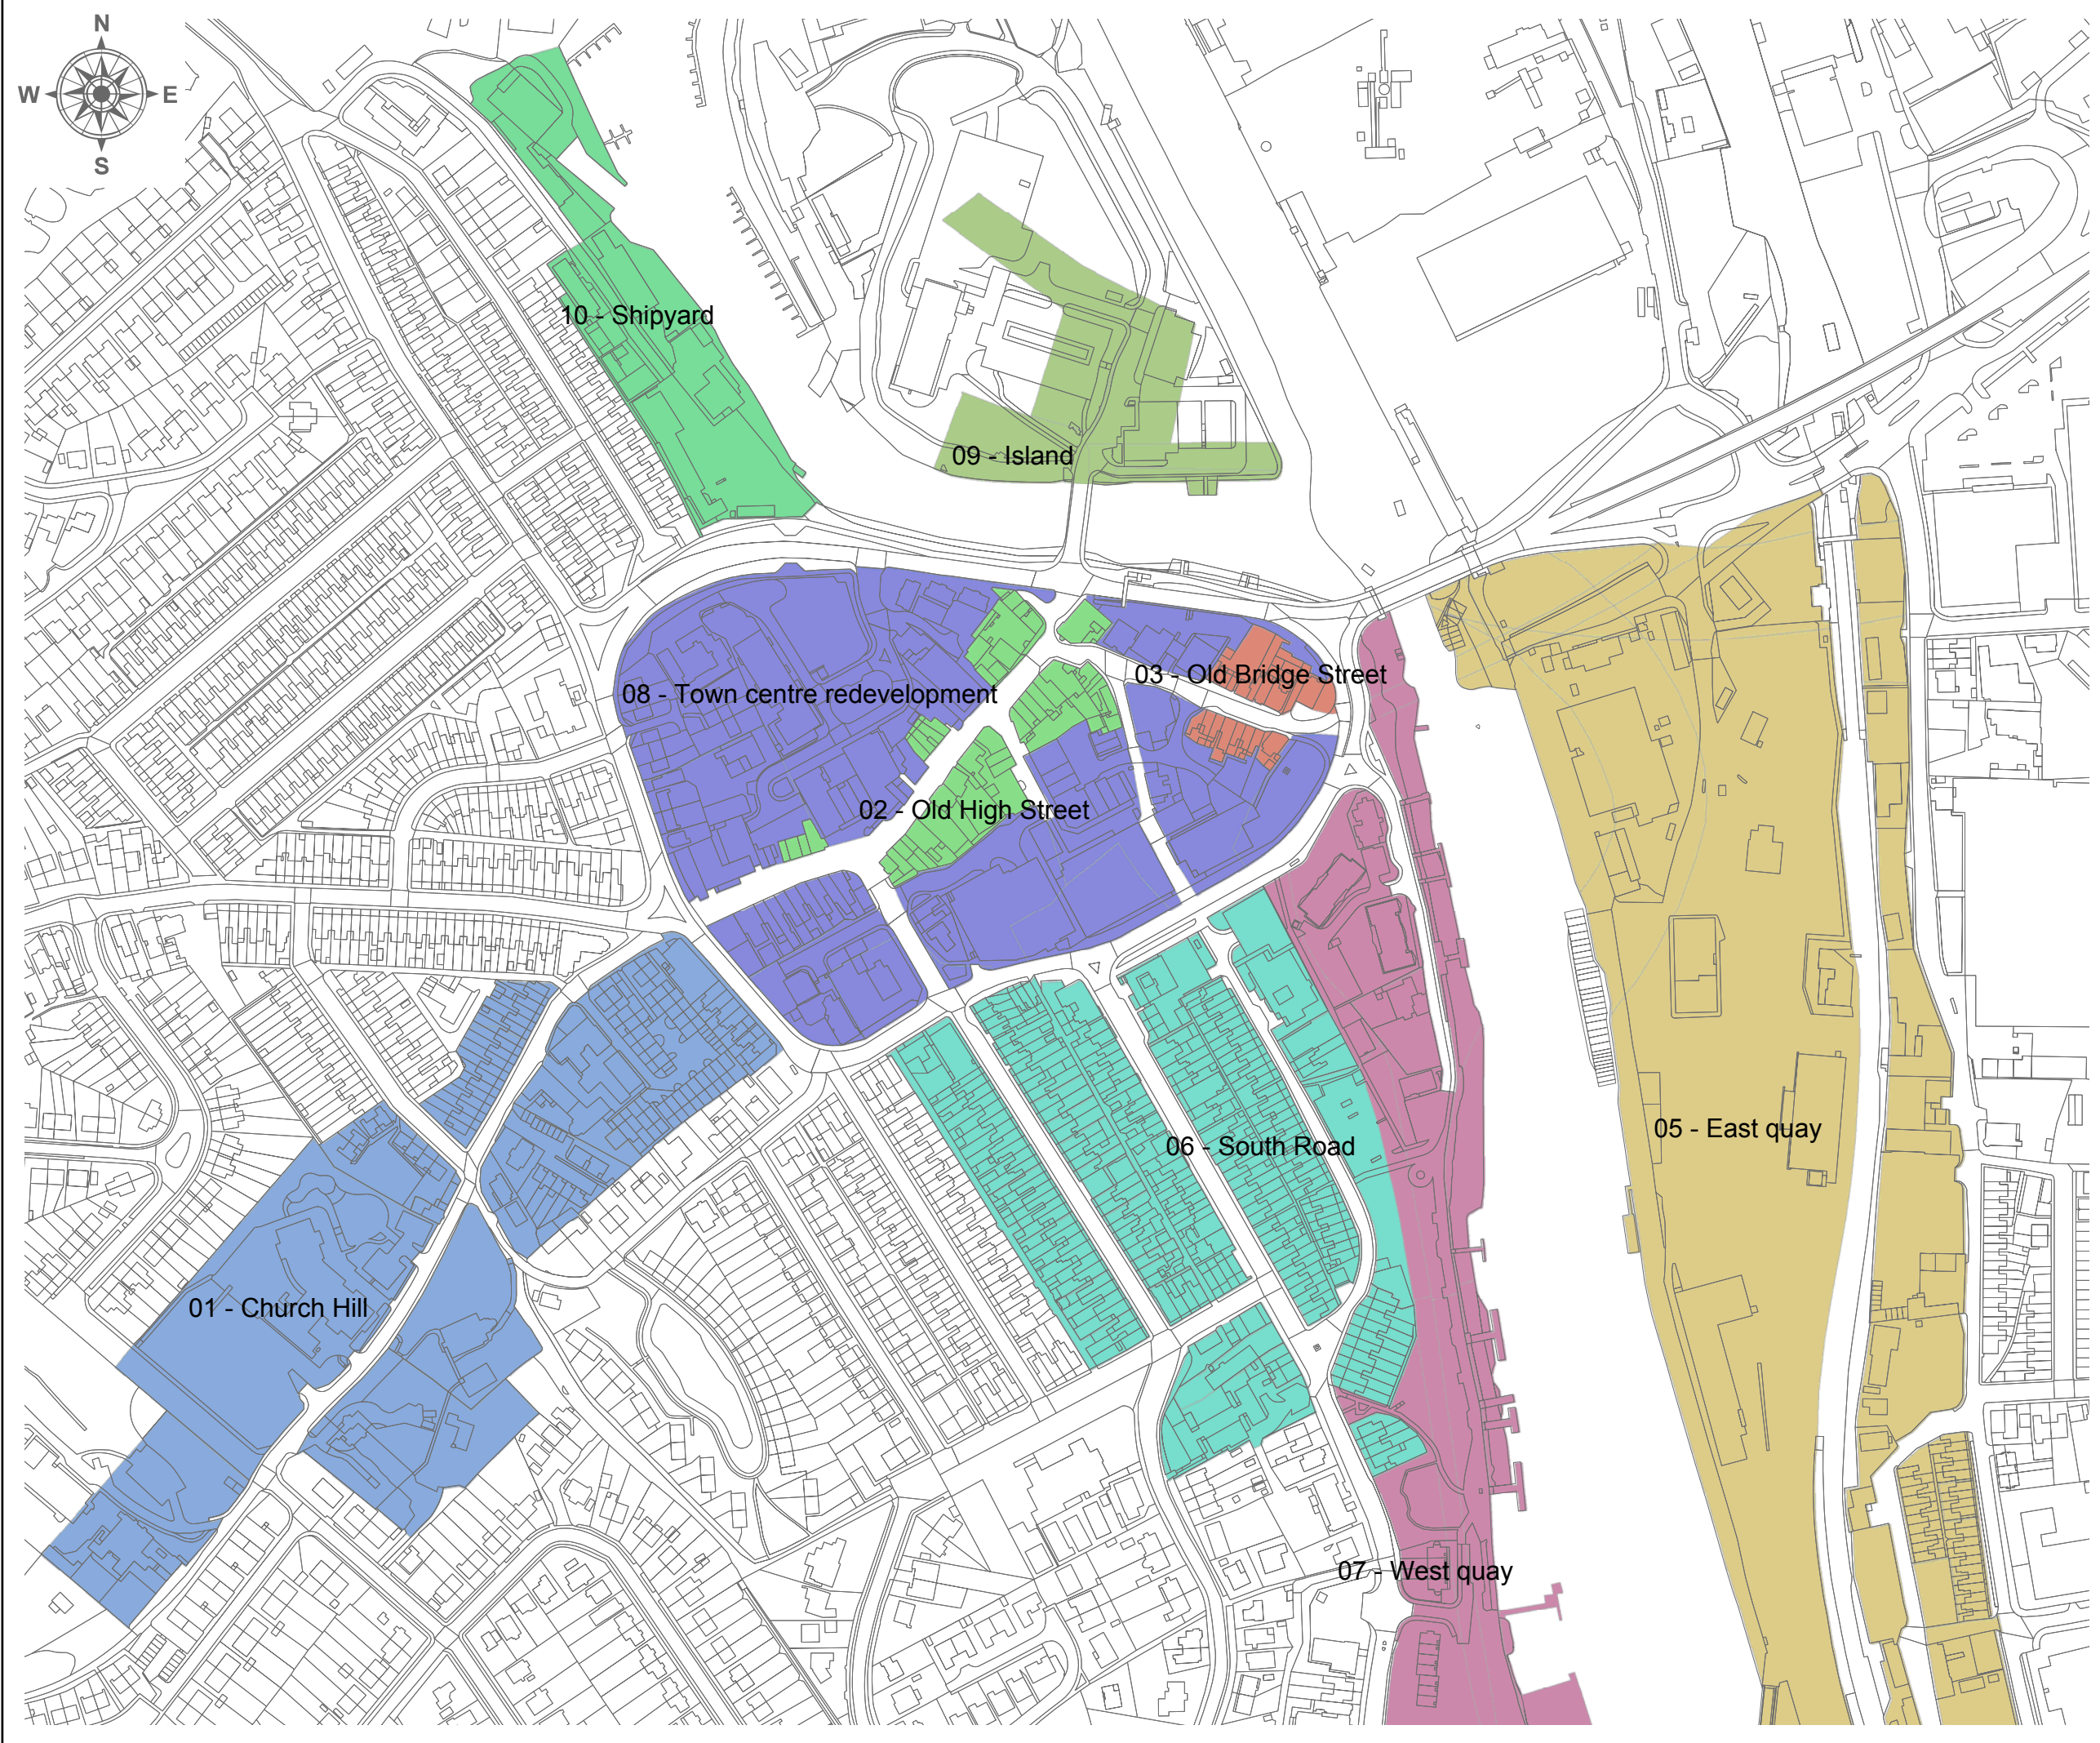 N
W E
S
10 - Shipyard
09 - Island
03 - Old Bridge Street
08 - Town centre redevelopment
02 - Old High Street
05 - East quay
06 - South Road
01 - Church Hill
07 - West quay